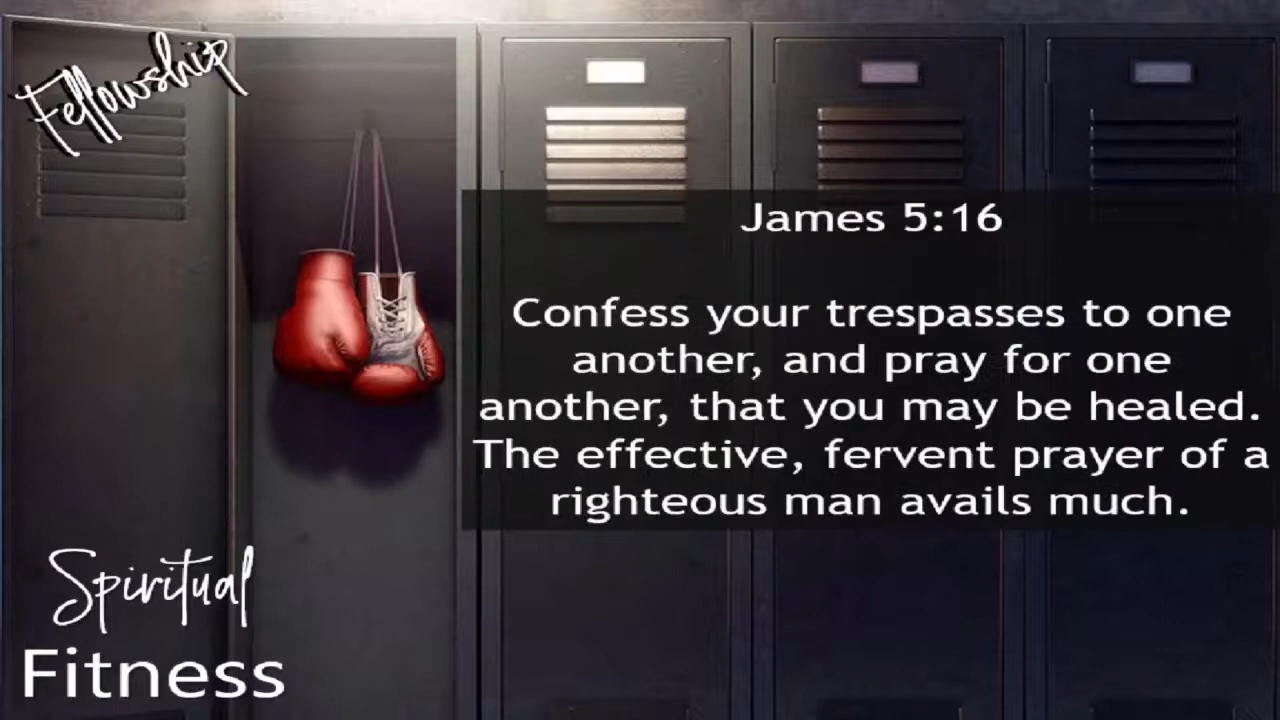 Fellowship
James 5:16
Confess your trespasses to one
another, and pray for one
another, that you may be healed.
The effective, fervent prayer of a
righteous man avails much.
Spiritual
Fitness